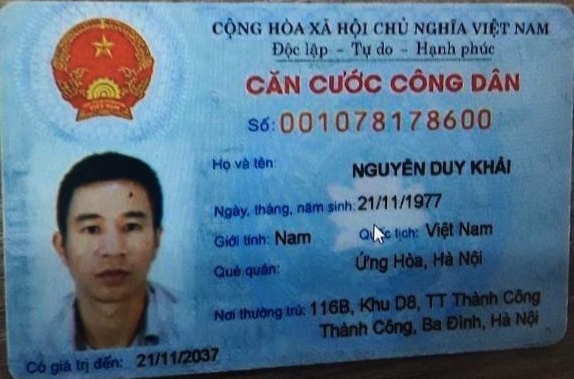 CỘNG HÒA XÃ HỘI CHỦ NGHĨA VIỆT NAM
Độc lập - Tự do - Hạnh phúc
CĂN CƯỚC CÔNG DÂN
Số: 001078178600
Họ và tên: NGUYỄN DUY KHẢI
Ngày, tháng, năm sinh: 21/11/1977
Giới tính: Nam Quốc tịch: Việt Nam
Quê quán: Ứng Hòa, Hà Nội
Nơi thường trú: 116B, Khu D8, TT Thành Công
Thành Công, Ba Đình, Hà Nội
Có giá trị đến: 21/11/2037